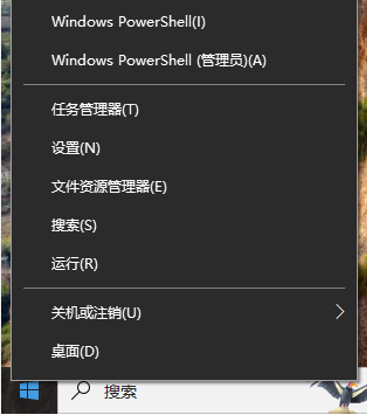 Windows PowerShell(I)
Windows PowerShell (管理员)(A)
任务管理器(T)
设置(N)
文件资源管理器(E)
搜索(S)
运行(R)
关机或注销(U)
桌面(D)
搜索